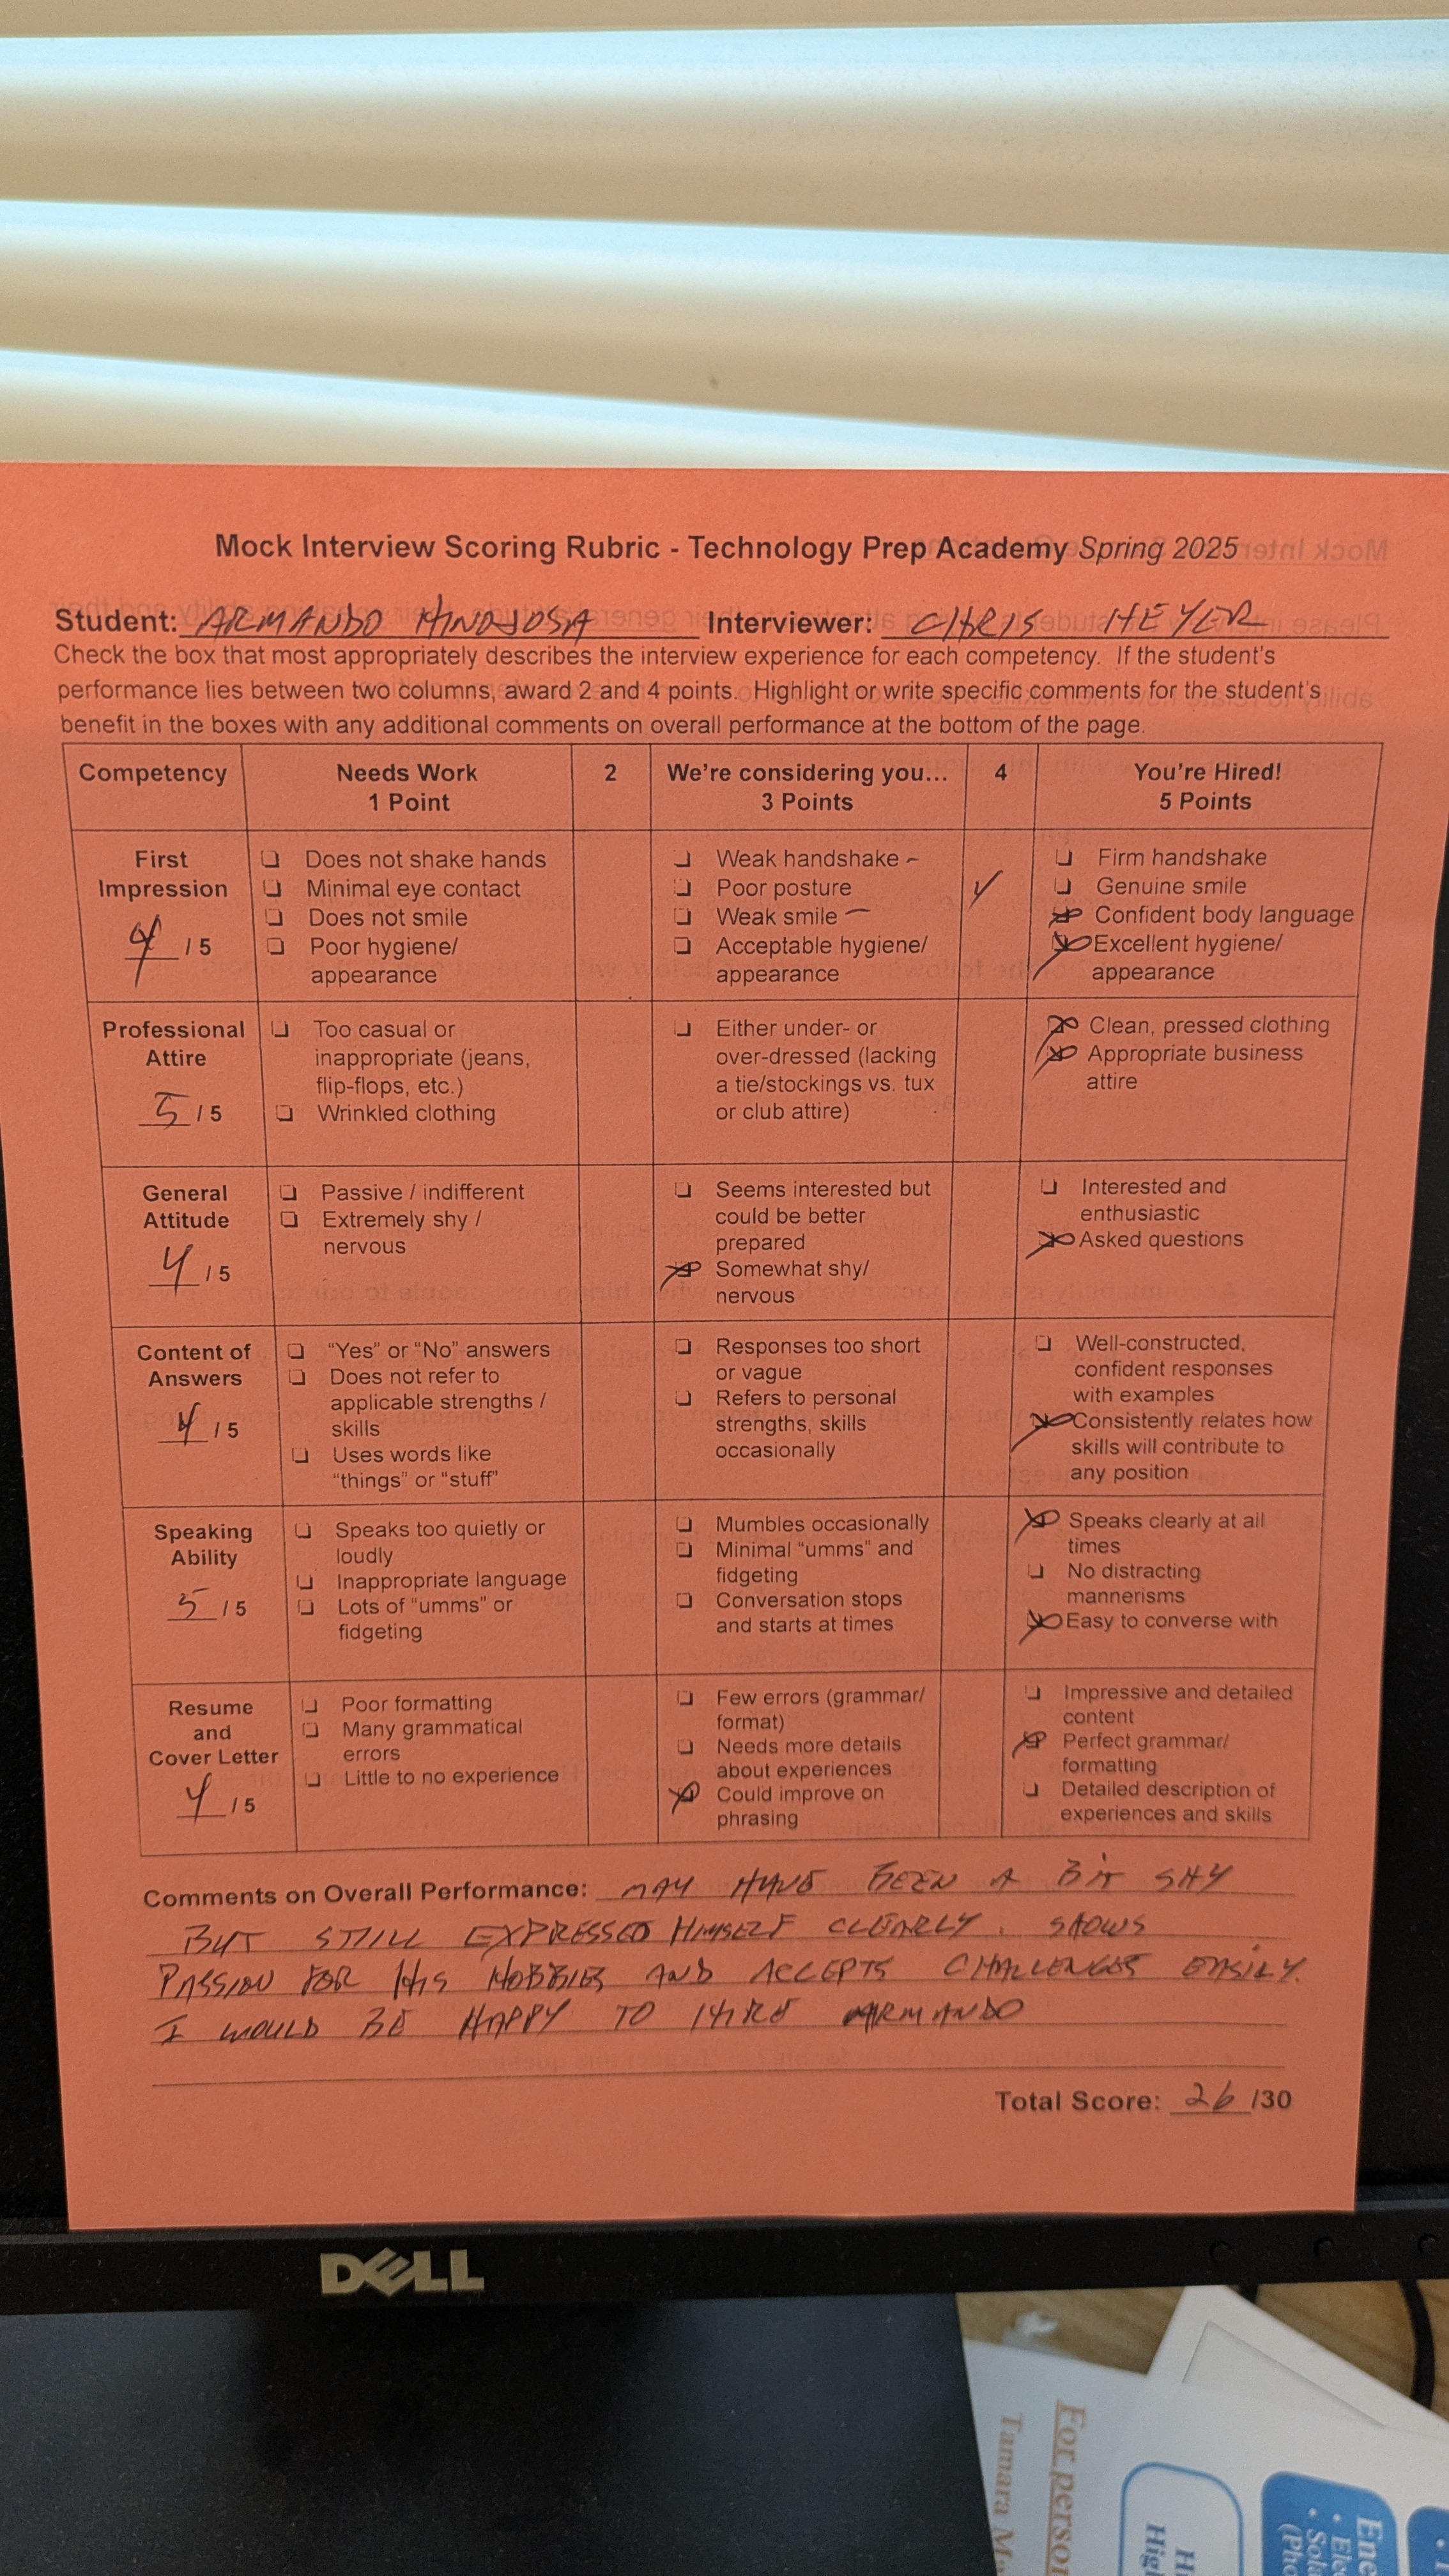 Mock Interview Scoring Rubric - Technology Prep Academy Spring 2025
Student: ARMANDO HINOJOSA Interviewer: CHRIS HEYER
Check the box that most appropriately describes the interview experience for each competency. If the student's
performance lies between two columns, award 2 and 4 points. Highlight or write specific comments for the student's
benefit in the boxes with any additional comments on overall performance at the bottom of the page.
Competency
Needs Work
1 Point
2
We're considering you...
3 Points
4
You're Hired!
5 Points
First
Impression
4 / 5
Does not shake hands
Minimal eye contact
Does not smile
Poor hygiene/
appearance
Weak handshake –
Poor posture
Weak smile –
Acceptable hygiene/
appearance
✓
Firm handshake
Genuine smile
Confident body language
Excellent hygiene/
appearance
Professional
Attire
5 / 5
Too casual or
inappropriate (jeans,
flip-flops, etc.)
Wrinkled clothing
Either under- or
over-dressed (lacking
a tie/stockings vs. tux
or club attire)
Clean, pressed clothing
Appropriate business
attire
General
Attitude
4 / 5
Passive / indifferent
Extremely shy /
nervous
Seems interested but
could be better
prepared
Somewhat shy/
nervous
Interested and
enthusiastic
Asked questions
Content of
Answers
4 / 5
"Yes" or "No" answers
Does not refer to
applicable strengths /
skills
Uses words like
"things" or "stuff"
Responses too short
or vague
Refers to personal
strengths, skills
occasionally
Well-constructed,
confident responses
with examples
Consistently relates how
skills will contribute to
any position
Speaking
Ability
5 / 5
Speaks too quietly or
loudly
Inappropriate language
Lots of "umms" or
fidgeting
Mumbles occasionally
Minimal "umms" and
fidgeting
Conversation stops
and starts at times
Speaks clearly at all
times
No distracting
mannerisms
Easy to converse with
Resume
and
Cover Letter
4 / 5
Poor formatting
Many grammatical
errors
Little to no experience
Few errors (grammar/
format)
Needs more details
about experiences
Could improve on
phrasing
Impressive and detailed
content
Perfect grammar/
formatting
Detailed description of
experiences and skills
Comments on Overall Performance: MAY HAVE BEEN A BIT SHY
BUT STILL EXPRESSED HIMSELF CLEARLY. SHOWS
PASSION FOR HIS HOBBIES AND ACCEPTS CHALLENGES EASILY.
I WOULD BE HAPPY TO HIRE ARMANDO
Total Score: 26 /30
DELL
For person
Tamara